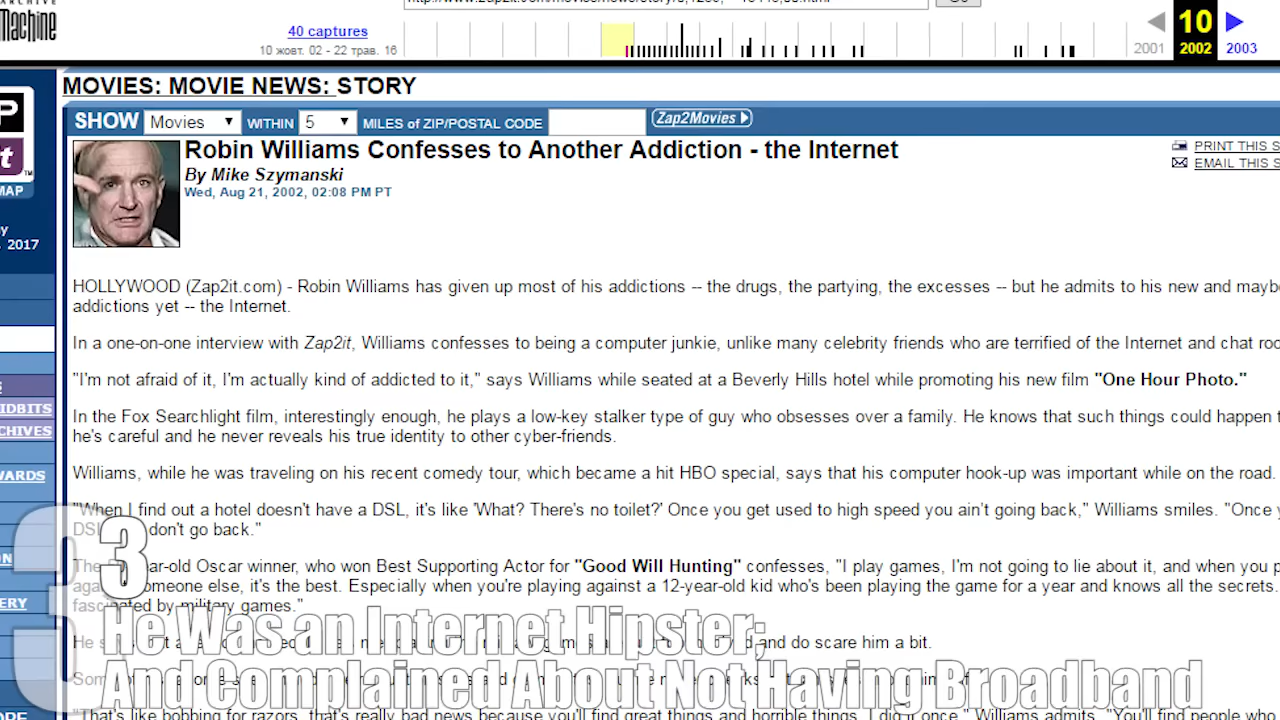 Machine
40 captures
10 жовт. 02 - 22 трав. 16
2001
10
2002
2003
MOVIES: MOVIE NEWS: STORY
SHOW Movies WITHIN 5 MILES of ZIP/POSTAL CODE Zap2Movies
MAP
2017
Robin Williams Confesses to Another Addiction - the Internet
PRINT THIS S
EMAIL THIS S
By Mike Szymanski
Wed, Aug 21, 2002, 02:08 PM PT
HOLLYWOOD (Zap2it.com) - Robin Williams has given up most of his addictions -- the drugs, the partying, the excesses -- but he admits to his new and mayb
addictions yet -- the Internet.
In a one-on-one interview with Zap2it, Williams confesses to being a computer junkie, unlike many celebrity friends who are terrified of the Internet and chat roo
"I'm not afraid of it, I'm actually kind of addicted to it," says Williams while seated at a Beverly Hills hotel while promoting his new film "One Hour Photo."
In the Fox Searchlight film, interestingly enough, he plays a low-key stalker type of guy who obsesses over a family. He knows that such things could happen t
he's careful and he never reveals his true identity to other cyber-friends.
Williams, while he was traveling on his recent comedy tour, which became a hit HBO special, says that his computer hook-up was important while on the road.
"When I find out a hotel doesn't have a DSL, it's like 'What? There's no toilet?' Once you get used to high speed you ain't going back," Williams smiles. "Once y
DSL don't go back."
The ar-old Oscar winner, who won Best Supporting Actor for "Good Will Hunting" confesses, "I play games, I'm not going to lie about it, and when you p
someone else, it's the best. Especially when you're playing against a 12-year-old kid who's been playing the game for a year and knows all the secrets.
fascinated by military games."
and do scare him a bit.
"That's like bobbing for razors, that's really bad news because you'll find great things and horrible things. I did it once," Williams admits. "You'll find people who
IDBITS
CHIVES
WARDS
ERY
3
He Was an Internet Hipster;
And Complained About Not Having Broadband